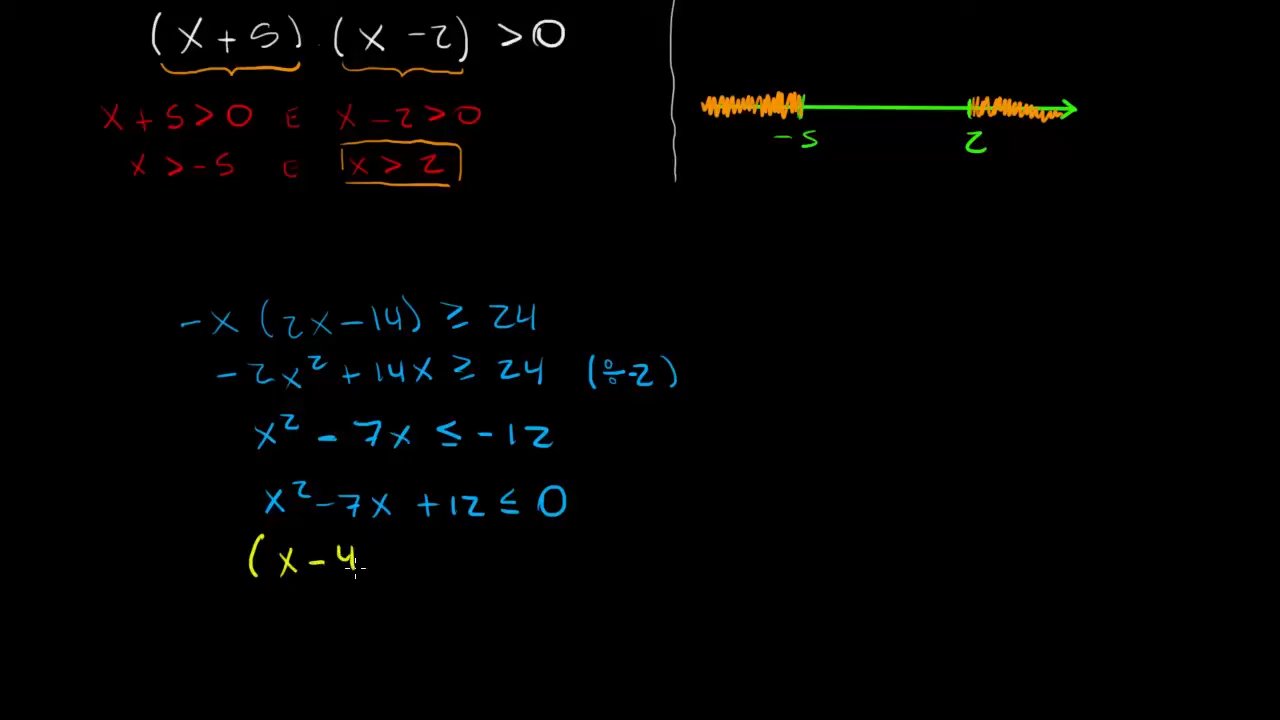 (x + 5) . (x - 2) > 0
x + 5 > 0 E x - 2 > 0
x > - 5 E x > 2
- 5 2
- x (2x - 14) ≥ 24
- 2x² + 14x ≥ 24 (÷ -2)
x² - 7x ≤ - 12
x² - 7x + 12 ≤ 0
(x - 4